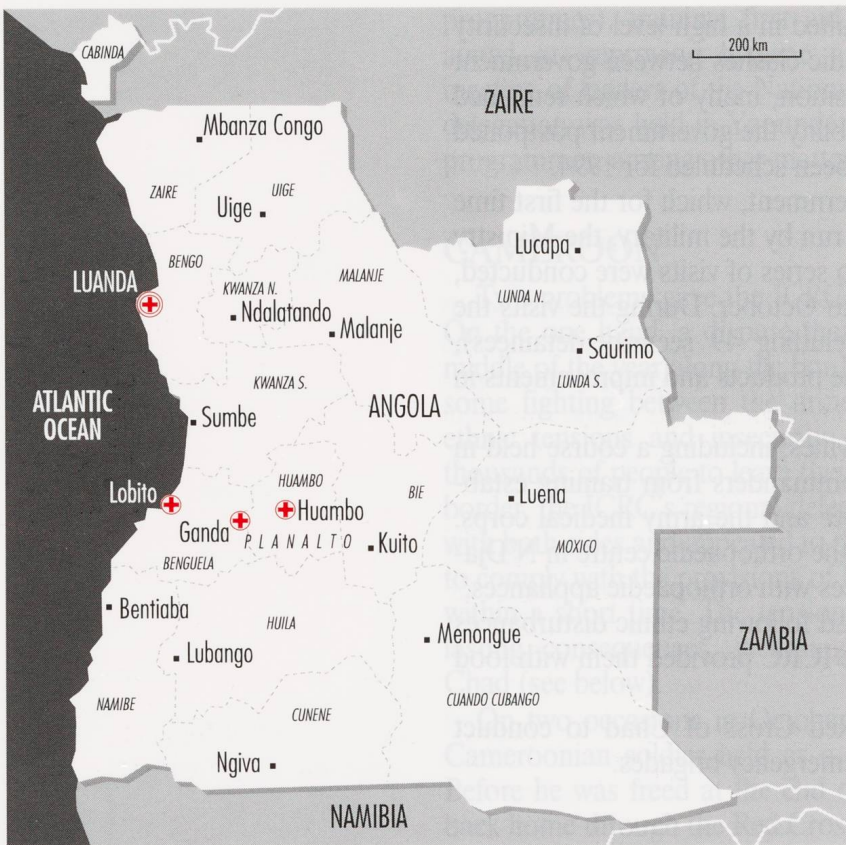 CABINDA
200 km
ZAIRE
Mbanza Congo
ZAIRE
UIGE
Uige
Lucapa
BENGO
LUANDA
KWANZA N.
MALANJE
LUNDA N.
Ndalatando
Malanje
Saurimo
KWANZA S.
LUNDA S.
ATLANTIC
OCEAN
ANGOLA
Sumbe
HUAMBO
BIE
Lobito
Luena
Huambo
Ganda
PLANALTO
Kuito
MOXICO
BENGUELA
Bentiaba
HUILA
Menongue
ZAMBIA
Lubango
NAMIBE
CUNENE
CUANDO CUBANGO
Ngiva
NAMIBIA